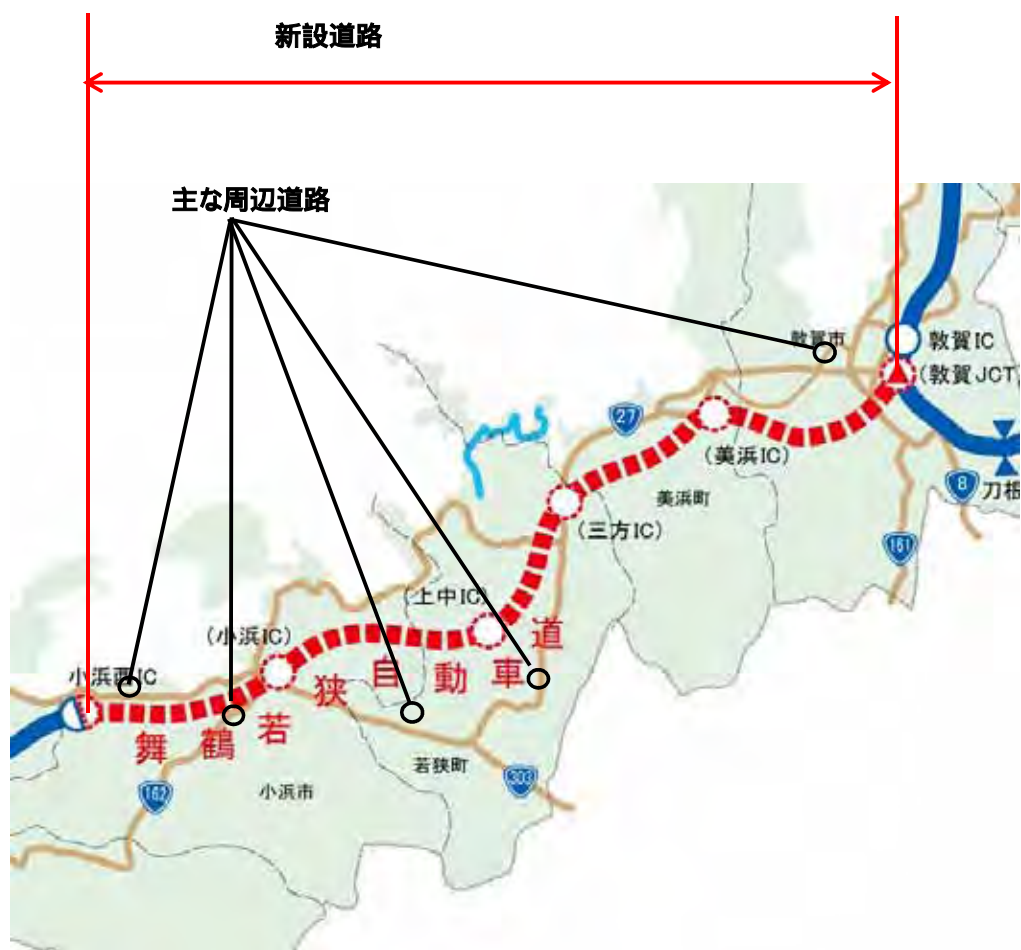 新設道路
主な周辺道路
敦賀市
敦賀IC
(敦賀JCT)
27
(美浜IC)
8
刀根
美浜町
(三方IC)
161
(上中IC)
(小浜IC)
小浜西IC
舞鶴若狭自動車道
若狭町
303
162
小浜市